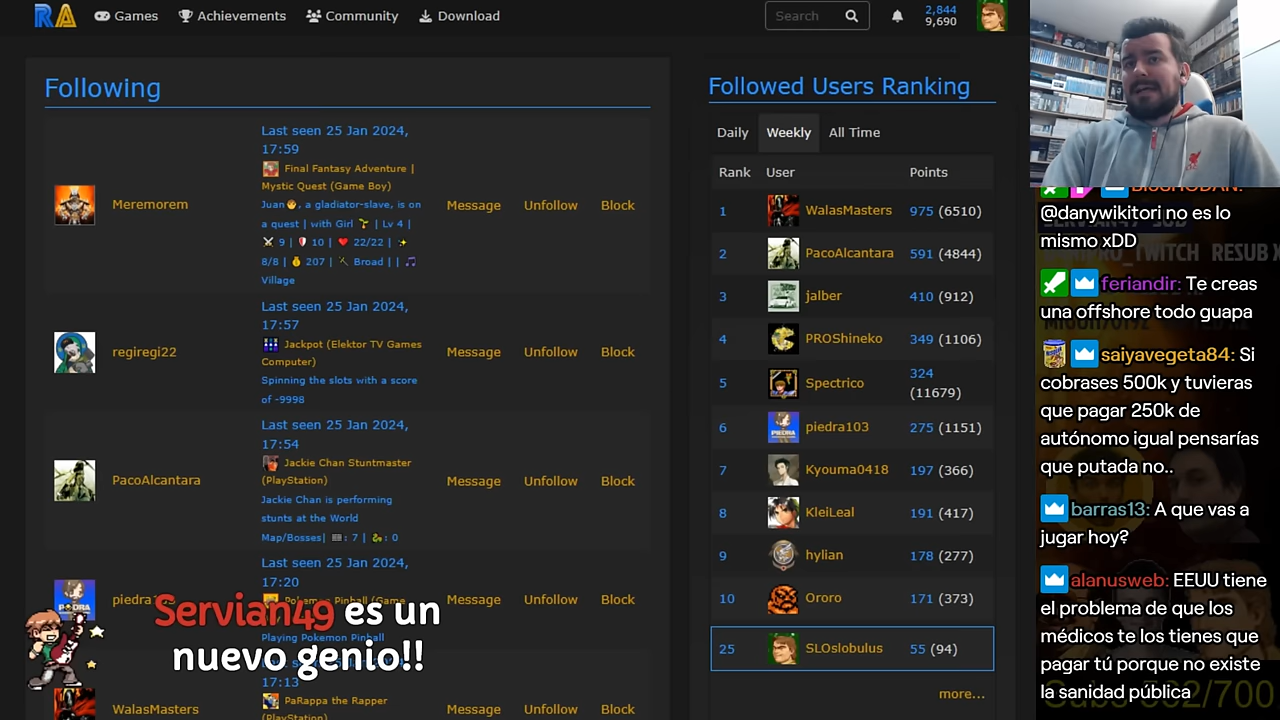 RA Games Achievements Community Download Search 2,844
9,690
Following
Last seen 25 Jan 2024,
17:59
Final Fantasy Adventure |
Mystic Quest (Game Boy)
Meremorem
Juan, a gladiator-slave, is on
a quest | with Girl | Lv 4 |
9 | 10 | 22/22 |
8/8 | 207 | Broad | |
Village
Message Unfollow Block
Last seen 25 Jan 2024,
17:57
regiregi22
Jackpot (Elektor TV Games
Computer)
Spinning the slots with a score
of -9998
Message Unfollow Block
Last seen 25 Jan 2024,
17:54
PacoAlcantara
Jackie Chan Stuntmaster
(PlayStation)
Jackie Chan is performing
stunts at the World
Map/Bosses| : 7 | : 0
Message Unfollow Block
Last seen 25 Jan 2024,
17:20
Pokemon Pinball (Game
Playing Pokemon Pinball
Message Unfollow Block
17:13
WalasMasters
PaRappa the Rapper
(PlayStation)
Message Unfollow Block
Servian49 es un
nuevo genio!!
Followed Users Ranking
Daily Weekly All Time
Rank User Points
1 WalasMasters 975 (6510)
2 PacoAlcantara 591 (4844)
3 jalber 410 (912)
4 PROShineko 349 (1106)
5 Spectrico 324
(11679)
6 piedra103 275 (1151)
7 Kyouma0418 197 (366)
8 KleiLeal 191 (417)
9 hylian 178 (277)
10 Ororo 171 (373)
25 SLOslobulus 55 (94)
more...
@danywikitori no es lo
mismo xDD
RESUB X
feriandir: Te creas
una offshore todo guapa
saiyavegeta84: Si
cobrases 500k y tuvieras
que pagar 250k de
autónomo igual pensarías
que putada no..
barras13: A que vas a
jugar hoy?
alanusweb: EEUU tiene
el problema de que los
médicos te los tienes que
pagar tú porque no existe
la sanidad pública